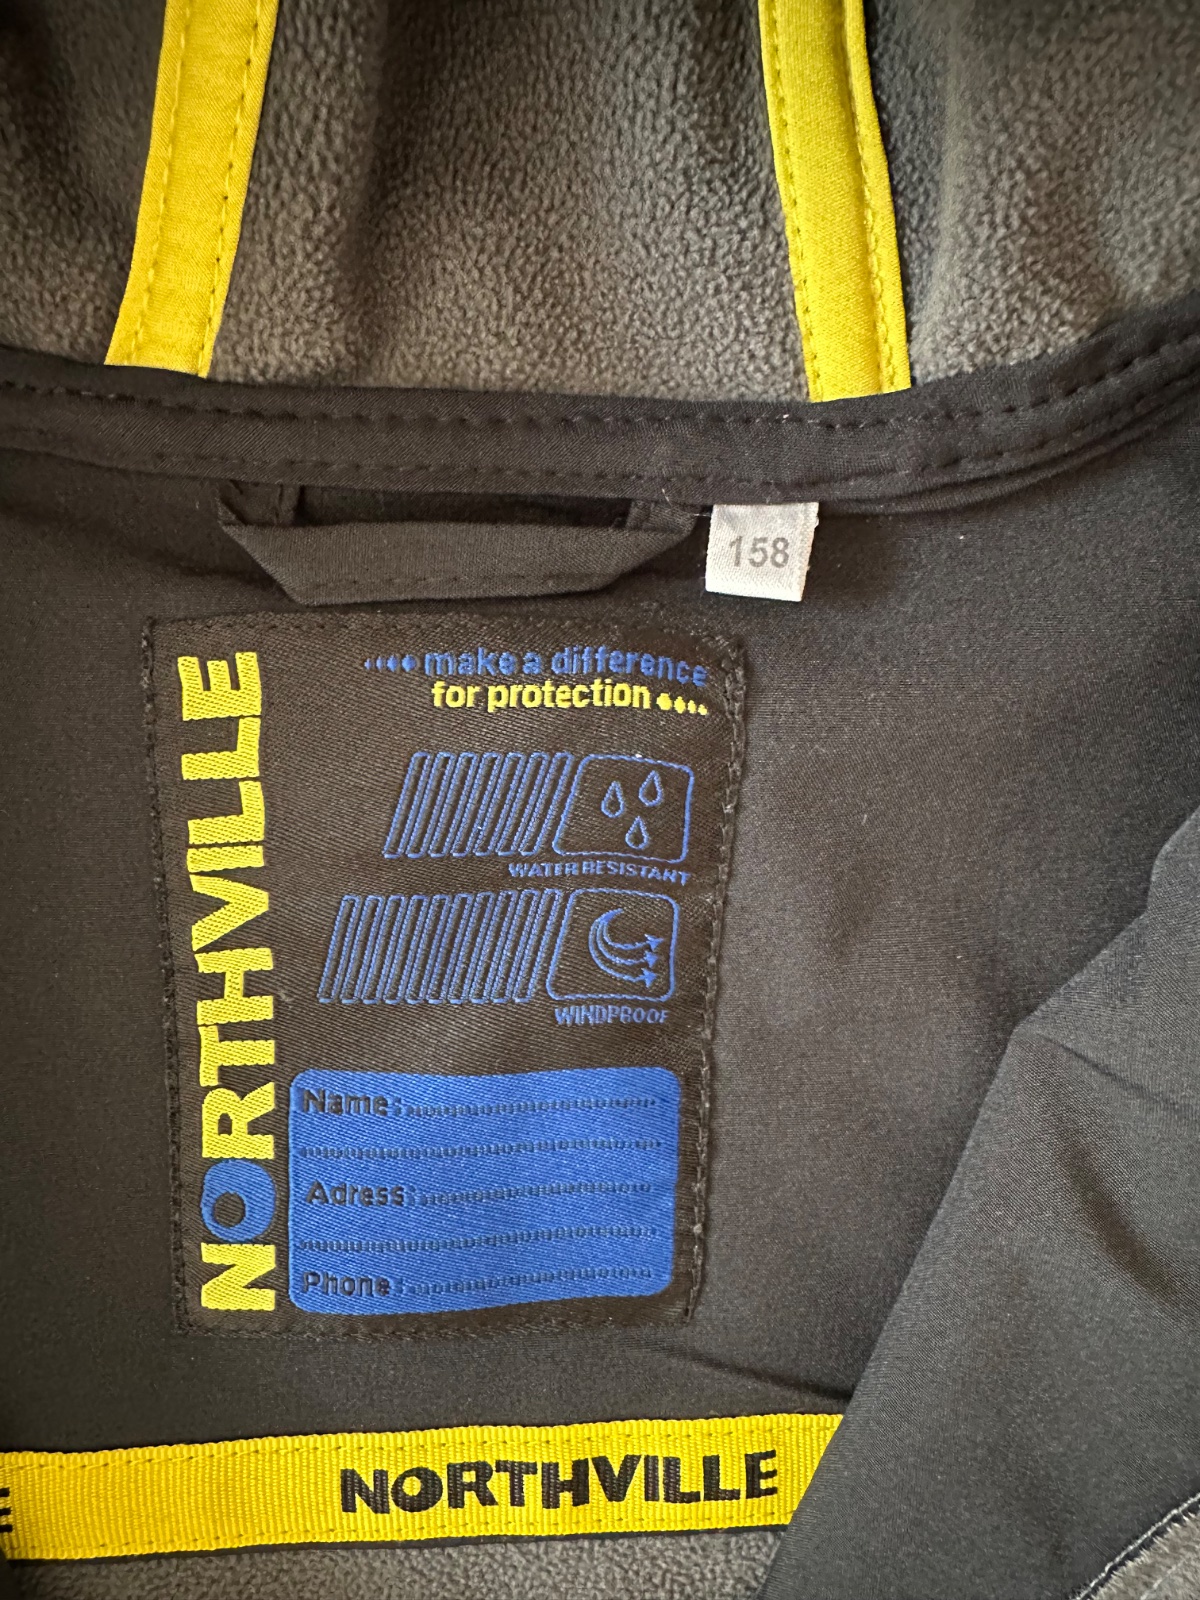 158
make a difference
for protection
NORTHVILLE
WATER RESISTANT
WINDPROOF
Name:
Adress:
Phone:
NORTHVILLE